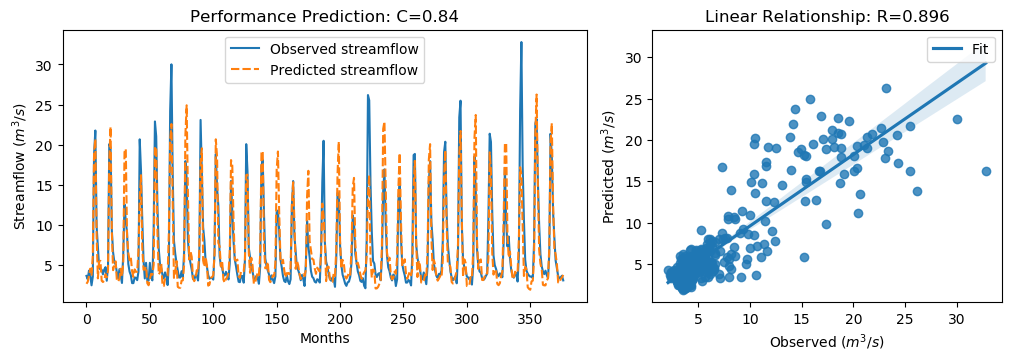 Performance Prediction: C=0.84
Streamflow (m³/s)
30
25
20
15
10
5
Observed streamflow
Predicted streamflow
0 50 100 150 200 250 300 350
Months
Linear Relationship: R=0.896
Predicted (m³/s)
30
25
20
15
10
5
Fit
5 10 15 20 25 30
Observed (m³/s)